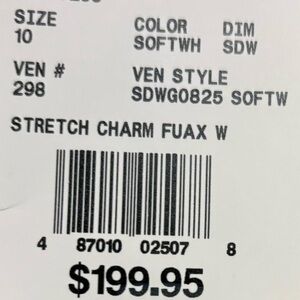 SIZE COLOR DIM
10 SOFTWH SDW
VEN # VEN STYLE
298 SDWG0825 SOFTW
STRETCH CHARM FUAX W
4 87010 02507 8
$199.95